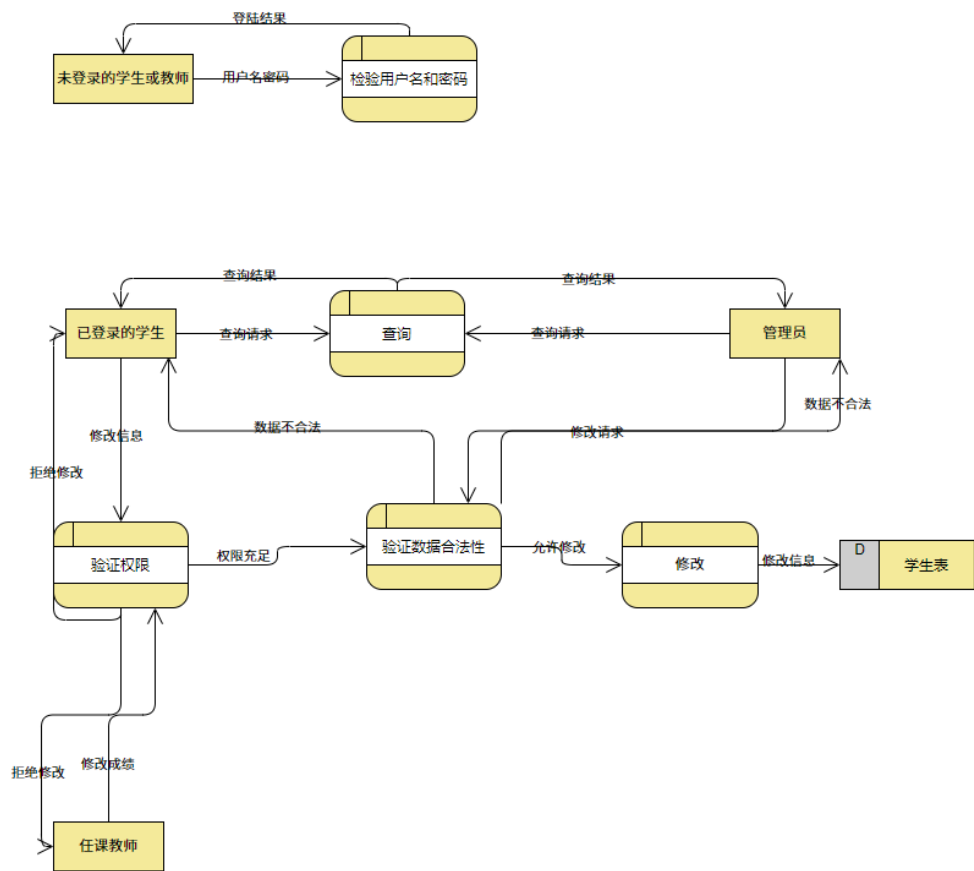 登陆结果
未登录的学生或教师
用户名密码
检验用户名和密码
查询结果
查询结果
已登录的学生
查询请求
查询
查询请求
管理员
数据不合法
数据不合法
修改请求
修改信息
拒绝修改
验证权限
权限充足
验证数据合法性
允许修改
修改
修改信息
D
学生表
拒绝修改
修改成绩
任课教师